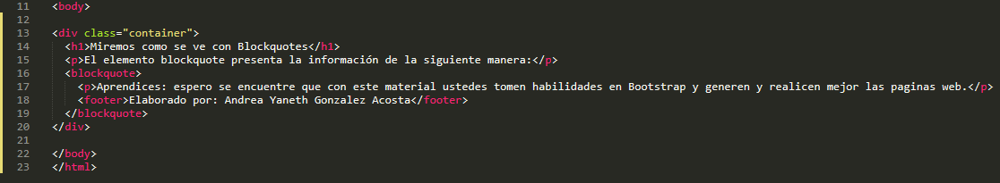 11 <body>
12
13 <div class="container">
14 <h1>Miremos como se ve con Blockquotes</h1>
15 <p>El elemento blockquote presenta la información de la siguiente manera:</p>
16 <blockquote>
17 <p>Aprendices: espero se encuentre que con este material ustedes tomen habilidades en Bootstrap y generen y realicen mejor las paginas web.</p>
18 <footer>Elaborado por: Andrea Yaneth Gonzalez Acosta</footer>
19 </blockquote>
20 </div>
21
22 </body>
23 </html>